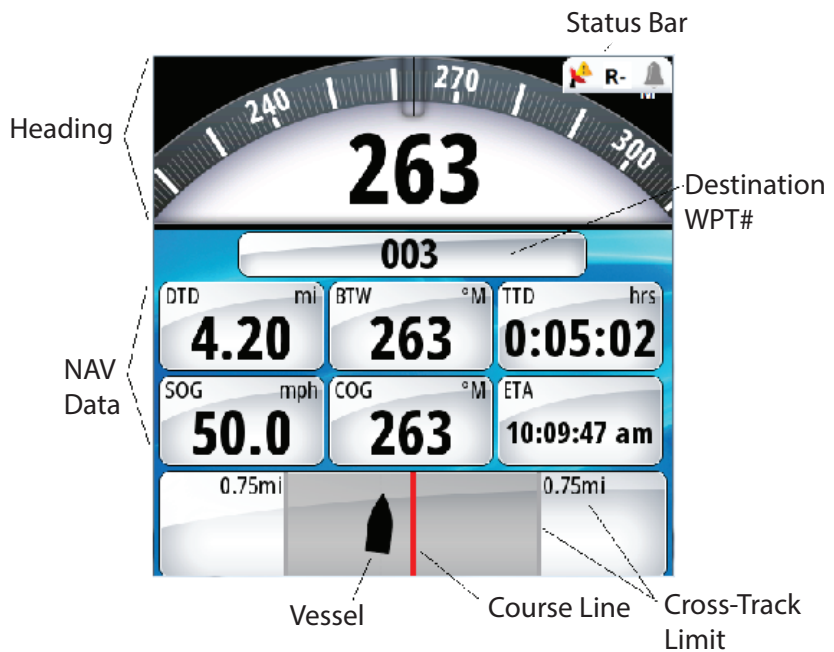 Status Bar
R-
M
240
270
300
Heading
263
Destination
WPT#
003
DTD mi
4.20
BTW °M
263
TTD hrs
0:05:02
NAV
Data
SOG mph
50.0
COG °M
263
ETA
10:09:47 am
0.75mi
0.75mi
Vessel
Course Line
Cross-Track
Limit